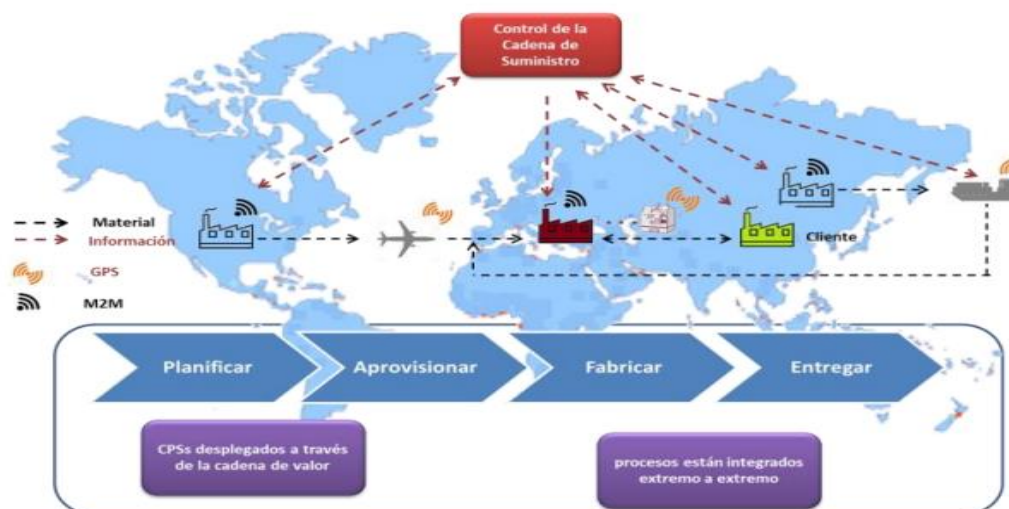 Control de la
Cadena de
Suministro
Material
Información
GPS
M2M
Cliente
Planificar
Aprovisionar
Fabricar
Entregar
CPSs desplegados a través
de la cadena de valor
procesos están integrados
extremo a extremo